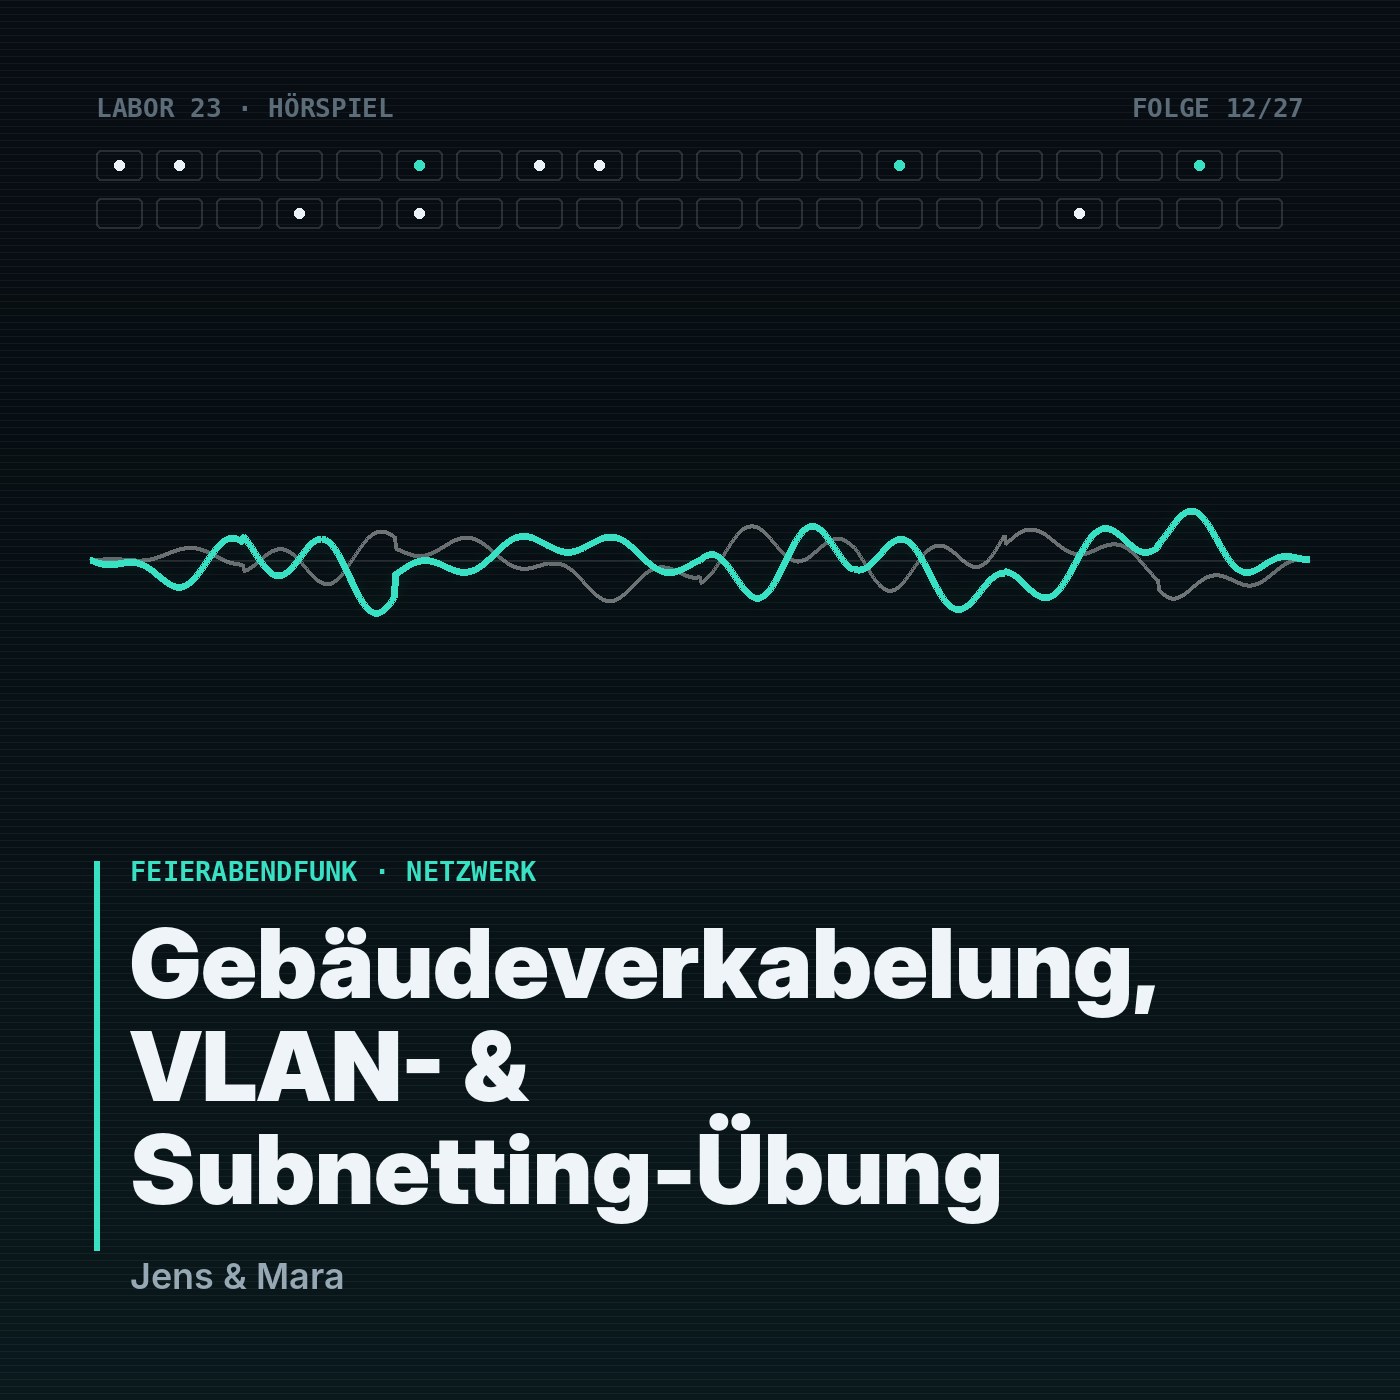 LABOR 23 · HÖRSPIEL
FOLGE 12/27
FEIERABENDFUNK · NETZWERK
Gebäudeverkabelung,
VLAN- &
Subnetting-Übung
Jens & Mara